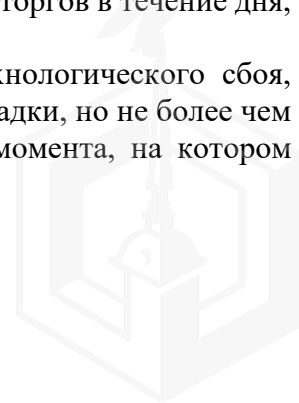 торгов в течение дня,
хнологического сбоя,
адки, но не более чем
момента, на котором